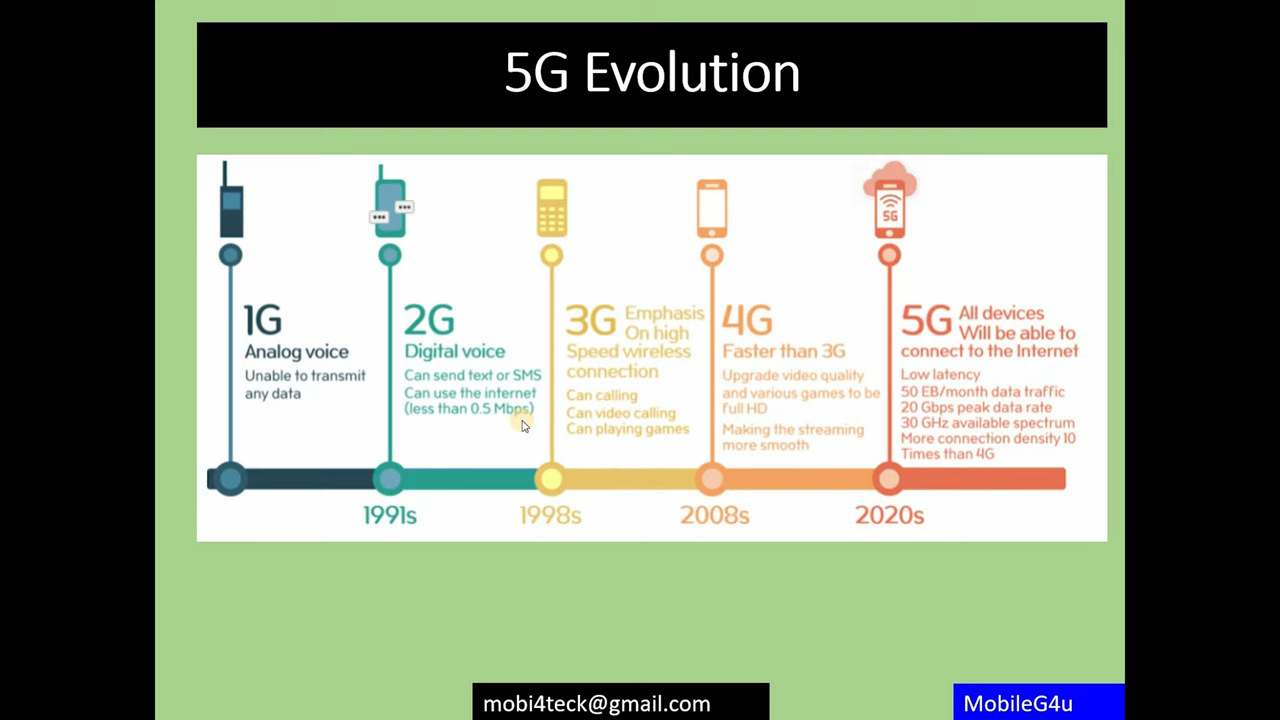 5G Evolution
5G
1G
Analog voice
Unable to transmit
any data
2G
Digital voice
Can send text or SMS
Can use the internet
(less than 0.5 Mbps)
3G Emphasis
On high
Speed wireless
connection
Can calling
Can video calling
Can playing games
4G
Faster than 3G
Upgrade video quality
and various games to be
full HD
Making the streaming
more smooth
5G All devices
Will be able to
connect to the Internet
Low latency
50 EB/month data traffic
20 Gbps peak data rate
30 GHz available spectrum
More connection density 10
Times than 4G
1991s
1998s
2008s
2020s
mobi4teck@gmail.com
MobileG4u